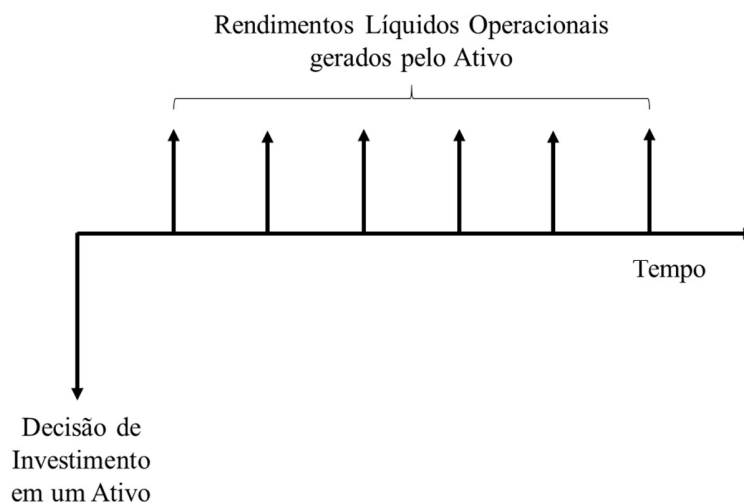 Rendimentos Líquidos Operacionais
gerados pelo Ativo
Tempo
Decisão de
Investimento
em um Ativo